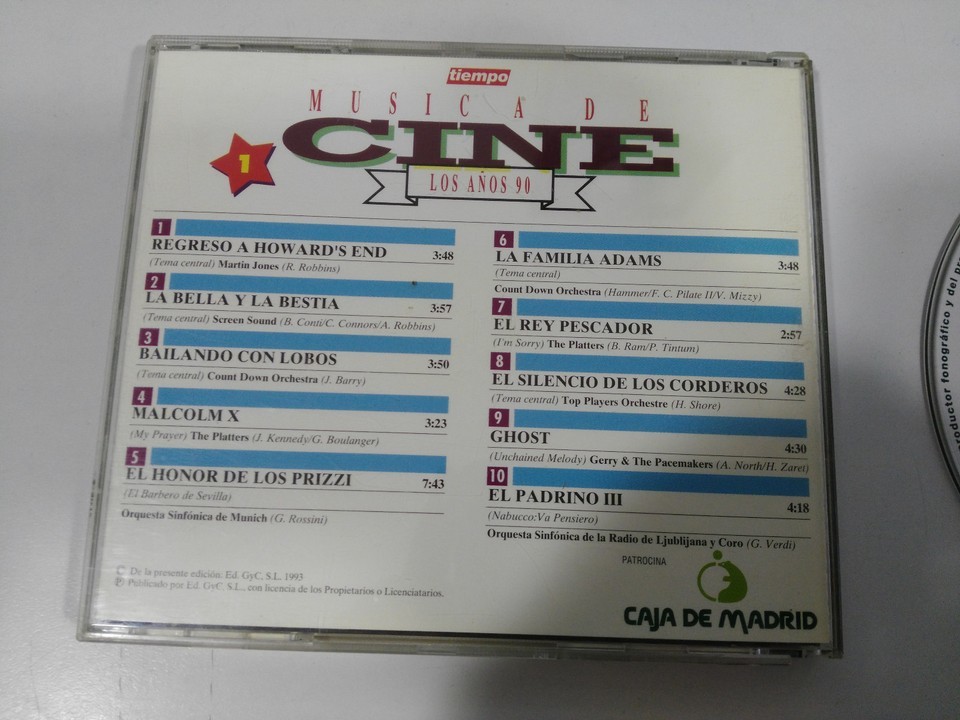 tiempo
MUSICA DE
CINE
1
LOS AÑOS 90
1
REGRESO A HOWARD'S END 3:48
(Tema central) Martin Jones (R. Robbins)
2
LA BELLA Y LA BESTIA 3:57
(Tema central) Screen Sound (B. Conti/C. Connors/A. Robbins)
3
BAILANDO CON LOBOS 3:50
(Tema central) Count Down Orchestra (J. Barry)
4
MALCOLM X 3:23
(My Prayer) The Platters (J. Kennedy/G. Boulanger)
5
EL HONOR DE LOS PRIZZI 7:43
(El Barbero de Sevilla)
Orquesta Sinfónica de Munich (G. Rossini)
6
LA FAMILIA ADAMS 3:48
(Tema central)
Count Down Orchestra (Hammer/F. C. Pilate II/V. Mizzy)
7
EL REY PESCADOR 2:57
(I'm Sorry) The Platters (B. Ram/P. Tintum)
8
EL SILENCIO DE LOS CORDEROS 4:28
(Tema central) Top Players Orchestre (H. Shore)
9
GHOST 4:30
(Unchained Melody) Gerry & The Pacemakers (A. North/H. Zaret)
10
EL PADRINO III 4:18
(Nabucco:Va Pensiero)
Orquesta Sinfónica de la Radio de Ljublijana y Coro (G. Verdi)
© De la presente edición. Ed. GyC, S.L. 1993
℗ Publicado por Ed. GyC, S.L., con licencia de los Propietarios o Licenciatarios.
PATROCINA
CAJA DE MADRID
productor fonográfico y del